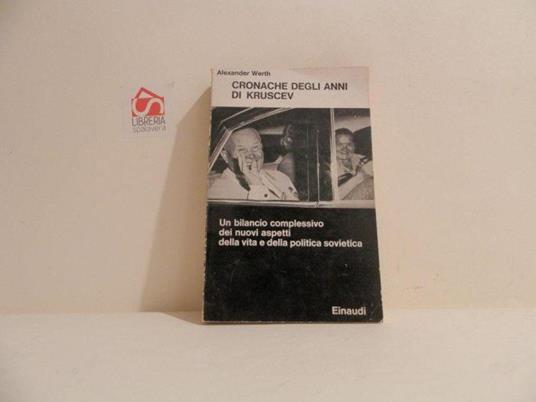 Alexander Werth
CRONACHE DEGLI ANNI
DI KRUSCEV
LIBRERIA
spalavera
Un bilancio complessivo
dei nuovi aspetti
della vita e della politica sovietica
Einaudi